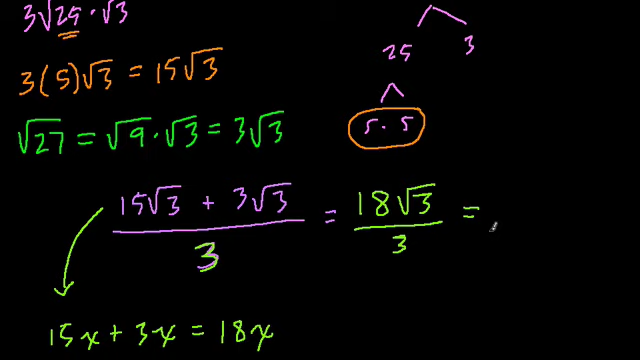 3√25 · √3
25 3
3(5)√3 = 15√3
5 · 5
√27 = √9 · √3 = 3√3
15√3 + 3√3 / 3 = 18√3 / 3 =
15x + 3x = 18x